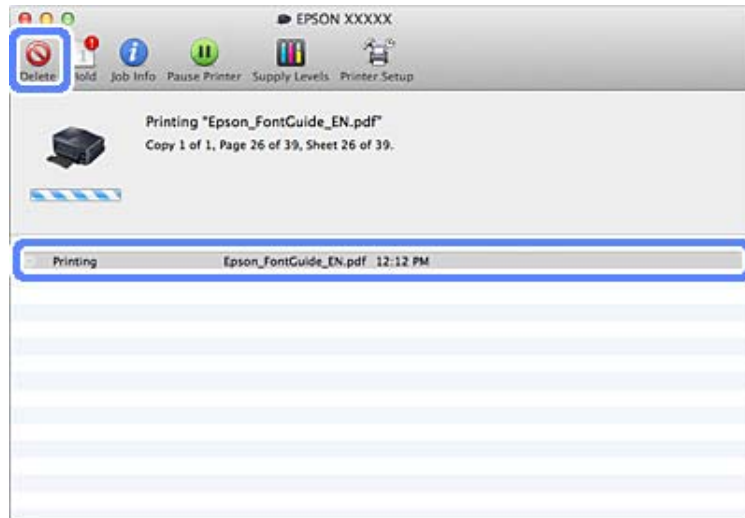 EPSON XXXXX
Delete Hold Job Info Pause Printer Supply Levels Printer Setup
Printing "Epson_FontGuide_EN.pdf"
Copy 1 of 1, Page 26 of 39, Sheet 26 of 39.
Printing Epson_FontGuide_EN.pdf 12:12 PM